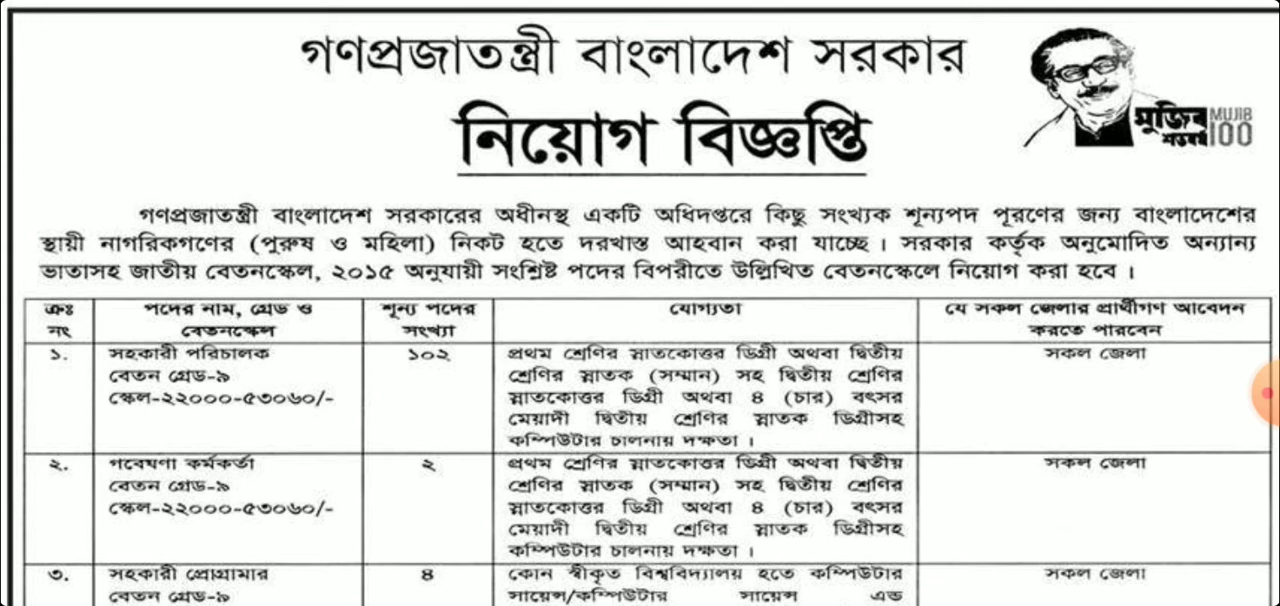 গণপ্রজাতন্ত্রী বাংলাদেশ সরকার
নিয়োগ বিজ্ঞপ্তি
মুজিব MUJIB
শতবর্ষ 100
গণপ্রজাতন্ত্রী বাংলাদেশ সরকারের অধীনস্থ একটি অধিদপ্তরে কিছু সংখ্যক শূন্যপদ পূরণের জন্য বাংলাদেশের
স্থায়ী নাগরিকগণের (পুরুষ ও মহিলা) নিকট হতে দরখাস্ত আহবান করা যাচ্ছে। সরকার কর্তৃক অনুমোদিত অন্যান্য
ভাতাসহ জাতীয় বেতনস্কেল, ২০১৫ অনুযায়ী সংশ্লিষ্ট পদের বিপরীতে উল্লিখিত বেতনস্কেলে নিয়োগ করা হবে।
ক্রঃ নং
পদের নাম, গ্রেড ও
বেতনস্কেল
শূন্য পদের
সংখ্যা
যোগ্যতা
যে সকল জেলার প্রার্থীগণ আবেদন
করতে পারবেন
১.
সহকারী পরিচালক
বেতন গ্রেড-৯
স্কেল-২২০০০-৫৩০৬০/-
১০২
প্রথম শ্রেণির স্নাতকোত্তর ডিগ্রী অথবা দ্বিতীয়
শ্রেণির স্নাতক (সম্মান) সহ দ্বিতীয় শ্রেণির
স্নাতকোত্তর ডিগ্রী অথবা ৪ (চার) বৎসর
মেয়াদী দ্বিতীয় শ্রেণির স্নাতক ডিগ্রীসহ
কম্পিউটার চালনায় দক্ষতা।
সকল জেলা
২.
গবেষণা কর্মকর্তা
বেতন গ্রেড-৯
স্কেল-২২০০০-৫৩০৬০/-
২
প্রথম শ্রেণির স্নাতকোত্তর ডিগ্রী অথবা দ্বিতীয়
শ্রেণির স্নাতক (সম্মান) সহ দ্বিতীয় শ্রেণির
স্নাতকোত্তর ডিগ্রী অথবা ৪ (চার) বৎসর
মেয়াদী দ্বিতীয় শ্রেণির স্নাতক ডিগ্রীসহ
কম্পিউটার চালনায় দক্ষতা।
সকল জেলা
৩.
সহকারী প্রোগ্রামার
বেতন গ্রেড-৯
৪
কোন স্বীকৃত বিশ্ববিদ্যালয় হতে কম্পিউটার
সায়েন্স/কম্পিউটার সায়েন্স এন্ড
সকল জেলা